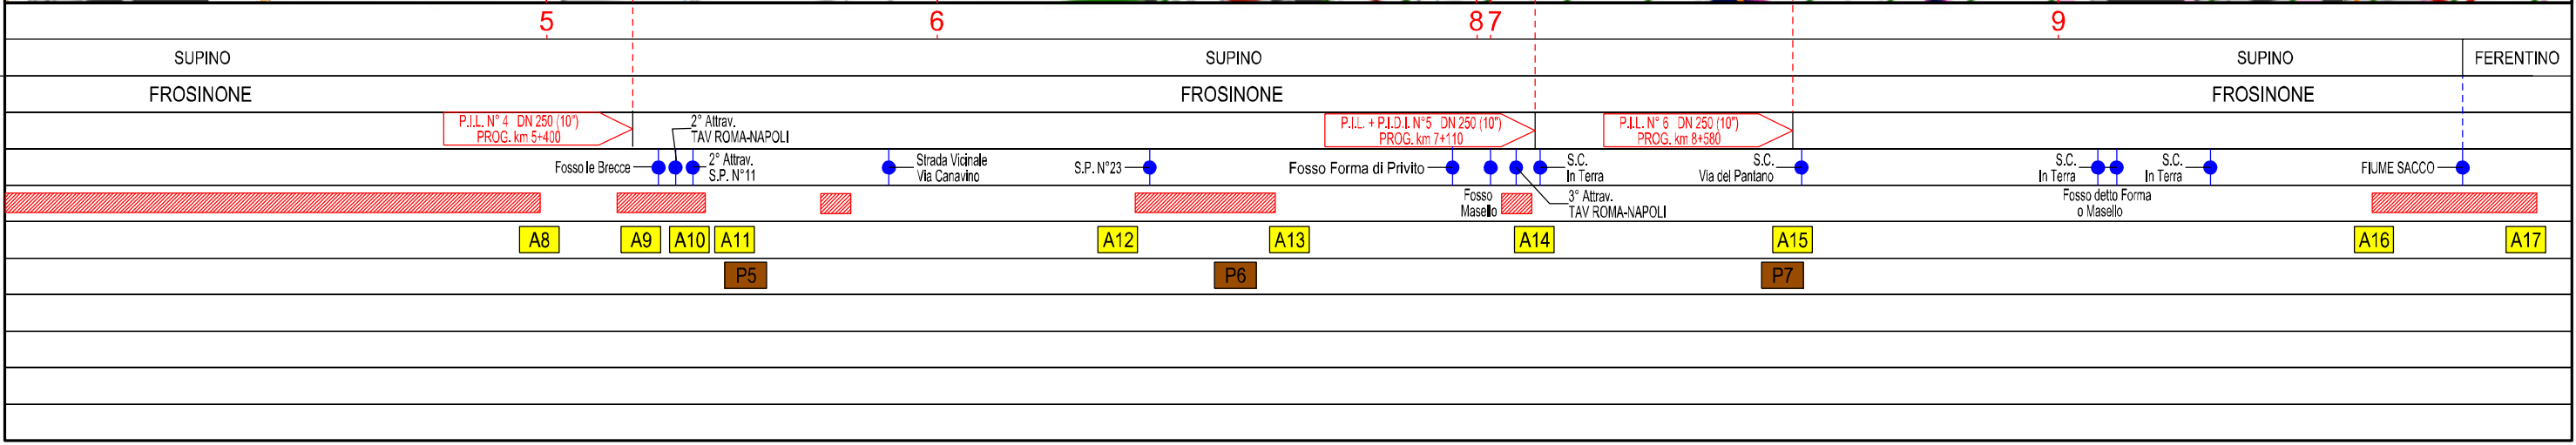 5 6 8 7 9
SUPINO SUPINO SUPINO FERENTINO
FROSINONE FROSINONE FROSINONE
P.I.L. N° 4 DN 250 (10")
PROG. km 5+400
2° Attrav.
TAV ROMA-NAPOLI
P.I.L. + P.I.D.I. N°5 DN 250 (10")
PROG. km 7+110
P.I.L. N° 6 DN 250 (10")
PROG. km 8+580
Fosso le Brecce
2° Attrav.
S.P. N°11
Strada Vicinale
Via Canavino
S.P. N°23
Fosso Forma di Privito
S.C.
In Terra
S.C.
Via del Pantano
S.C.
In Terra
S.C.
In Terra
FIUME SACCO
Fosso
Masello
3° Attrav.
TAV ROMA-NAPOLI
Fosso detto Forma
o Masello
A8 A9 A10 A11 A12 A13 A14 A15 A16 A17
P5 P6 P7